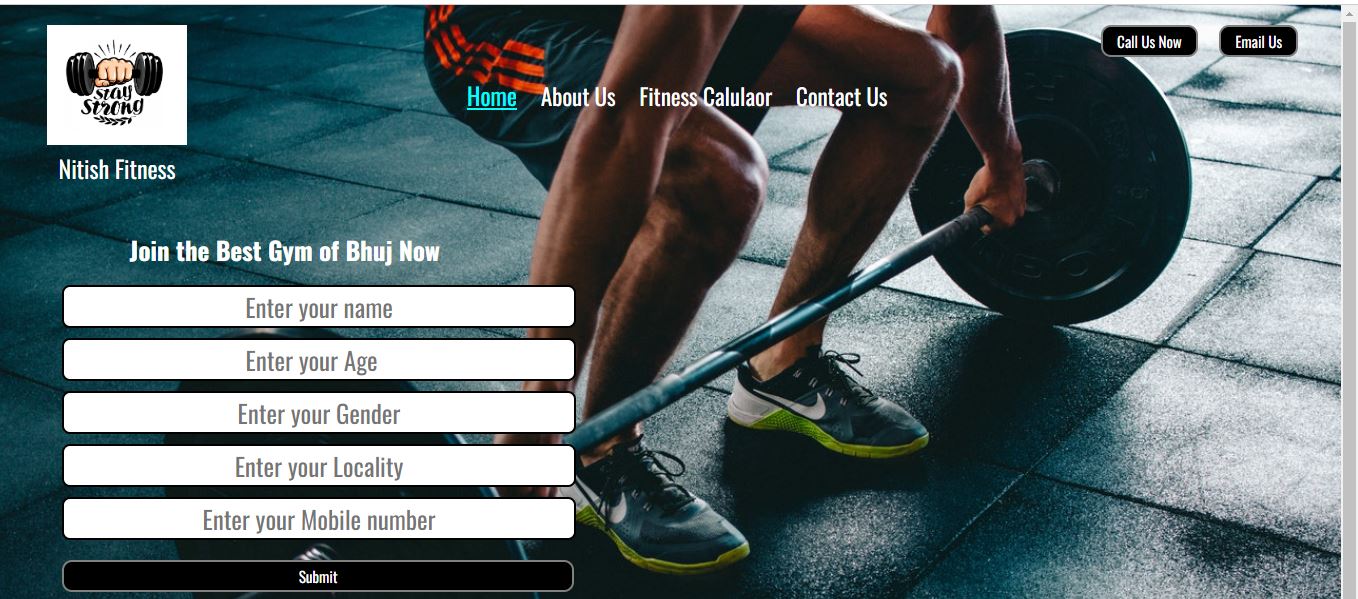 Stay
Strong
Nitish Fitness
Home About Us Fitness Calulaor Contact Us
Call Us Now Email Us
Join the Best Gym of Bhuj Now
Enter your name
Enter your Age
Enter your Gender
Enter your Locality
Enter your Mobile number
Submit